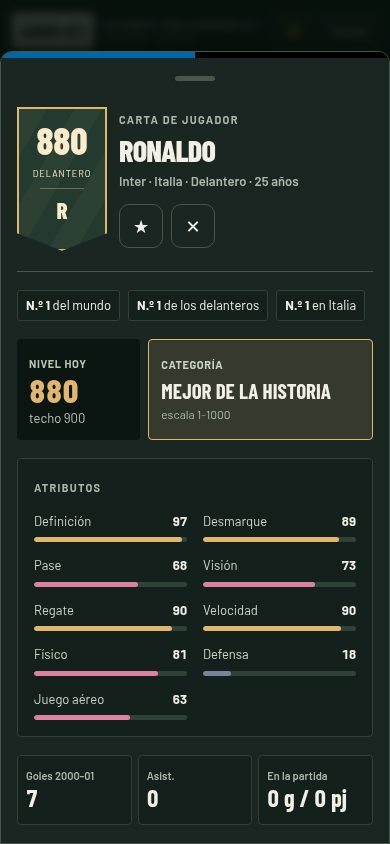 880
DELANTERO
R
CARTA DE JUGADOR
RONALDO
Inter · Italia · Delantero · 25 años
★ ✕
N.º 1 del mundo
N.º 1 de los delanteros
N.º 1 en Italia
NIVEL HOY
880
techo 900
CATEGORÍA
MEJOR DE LA HISTORIA
escala 1-1000
ATRIBUTOS
Definición 97
Desmarque 89
Pase 68
Visión 73
Regate 90
Velocidad 90
Físico 81
Defensa 18
Juego aéreo 63
Goles 2000-01
7
Asist.
0
En la partida
0 g / 0 pj